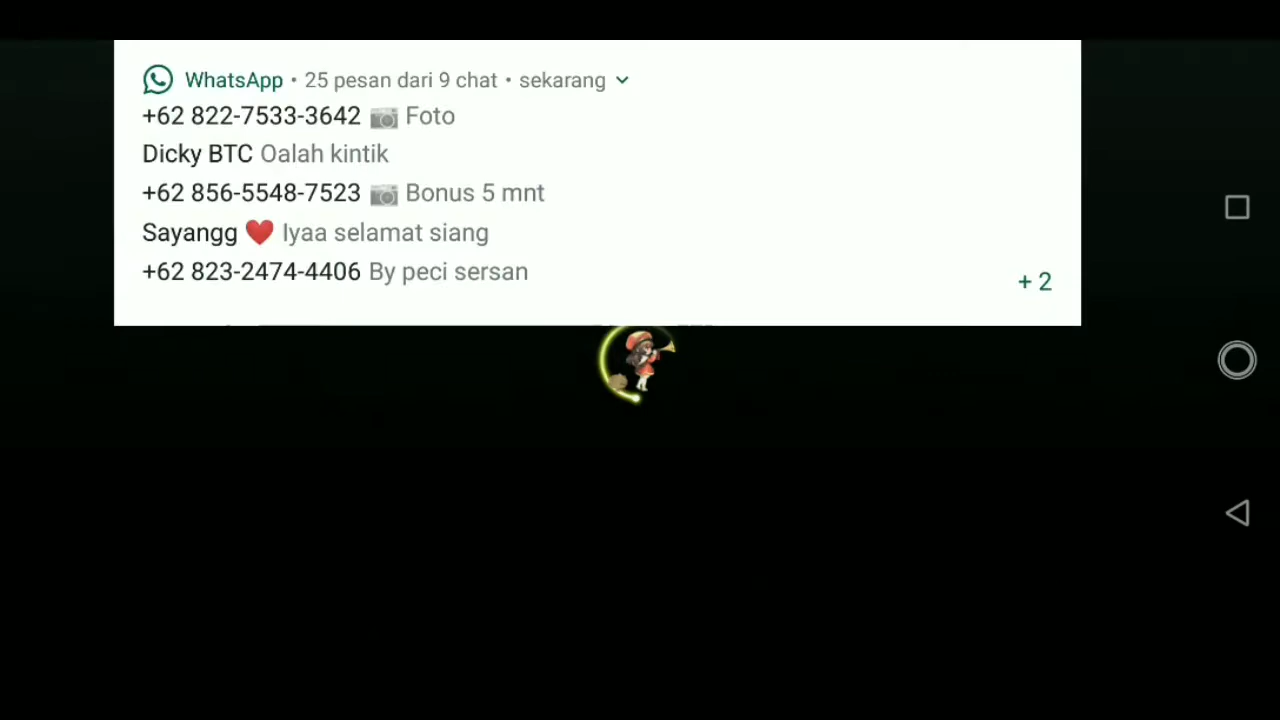 WhatsApp • 25 pesan dari 9 chat • sekarang
+62 822-7533-3642 📷 Foto
Dicky BTC Oalah kintik
+62 856-5548-7523 📷 Bonus 5 mnt
Sayangg ❤️ Iyaa selamat siang
+62 823-2474-4406 By peci sersan
+ 2